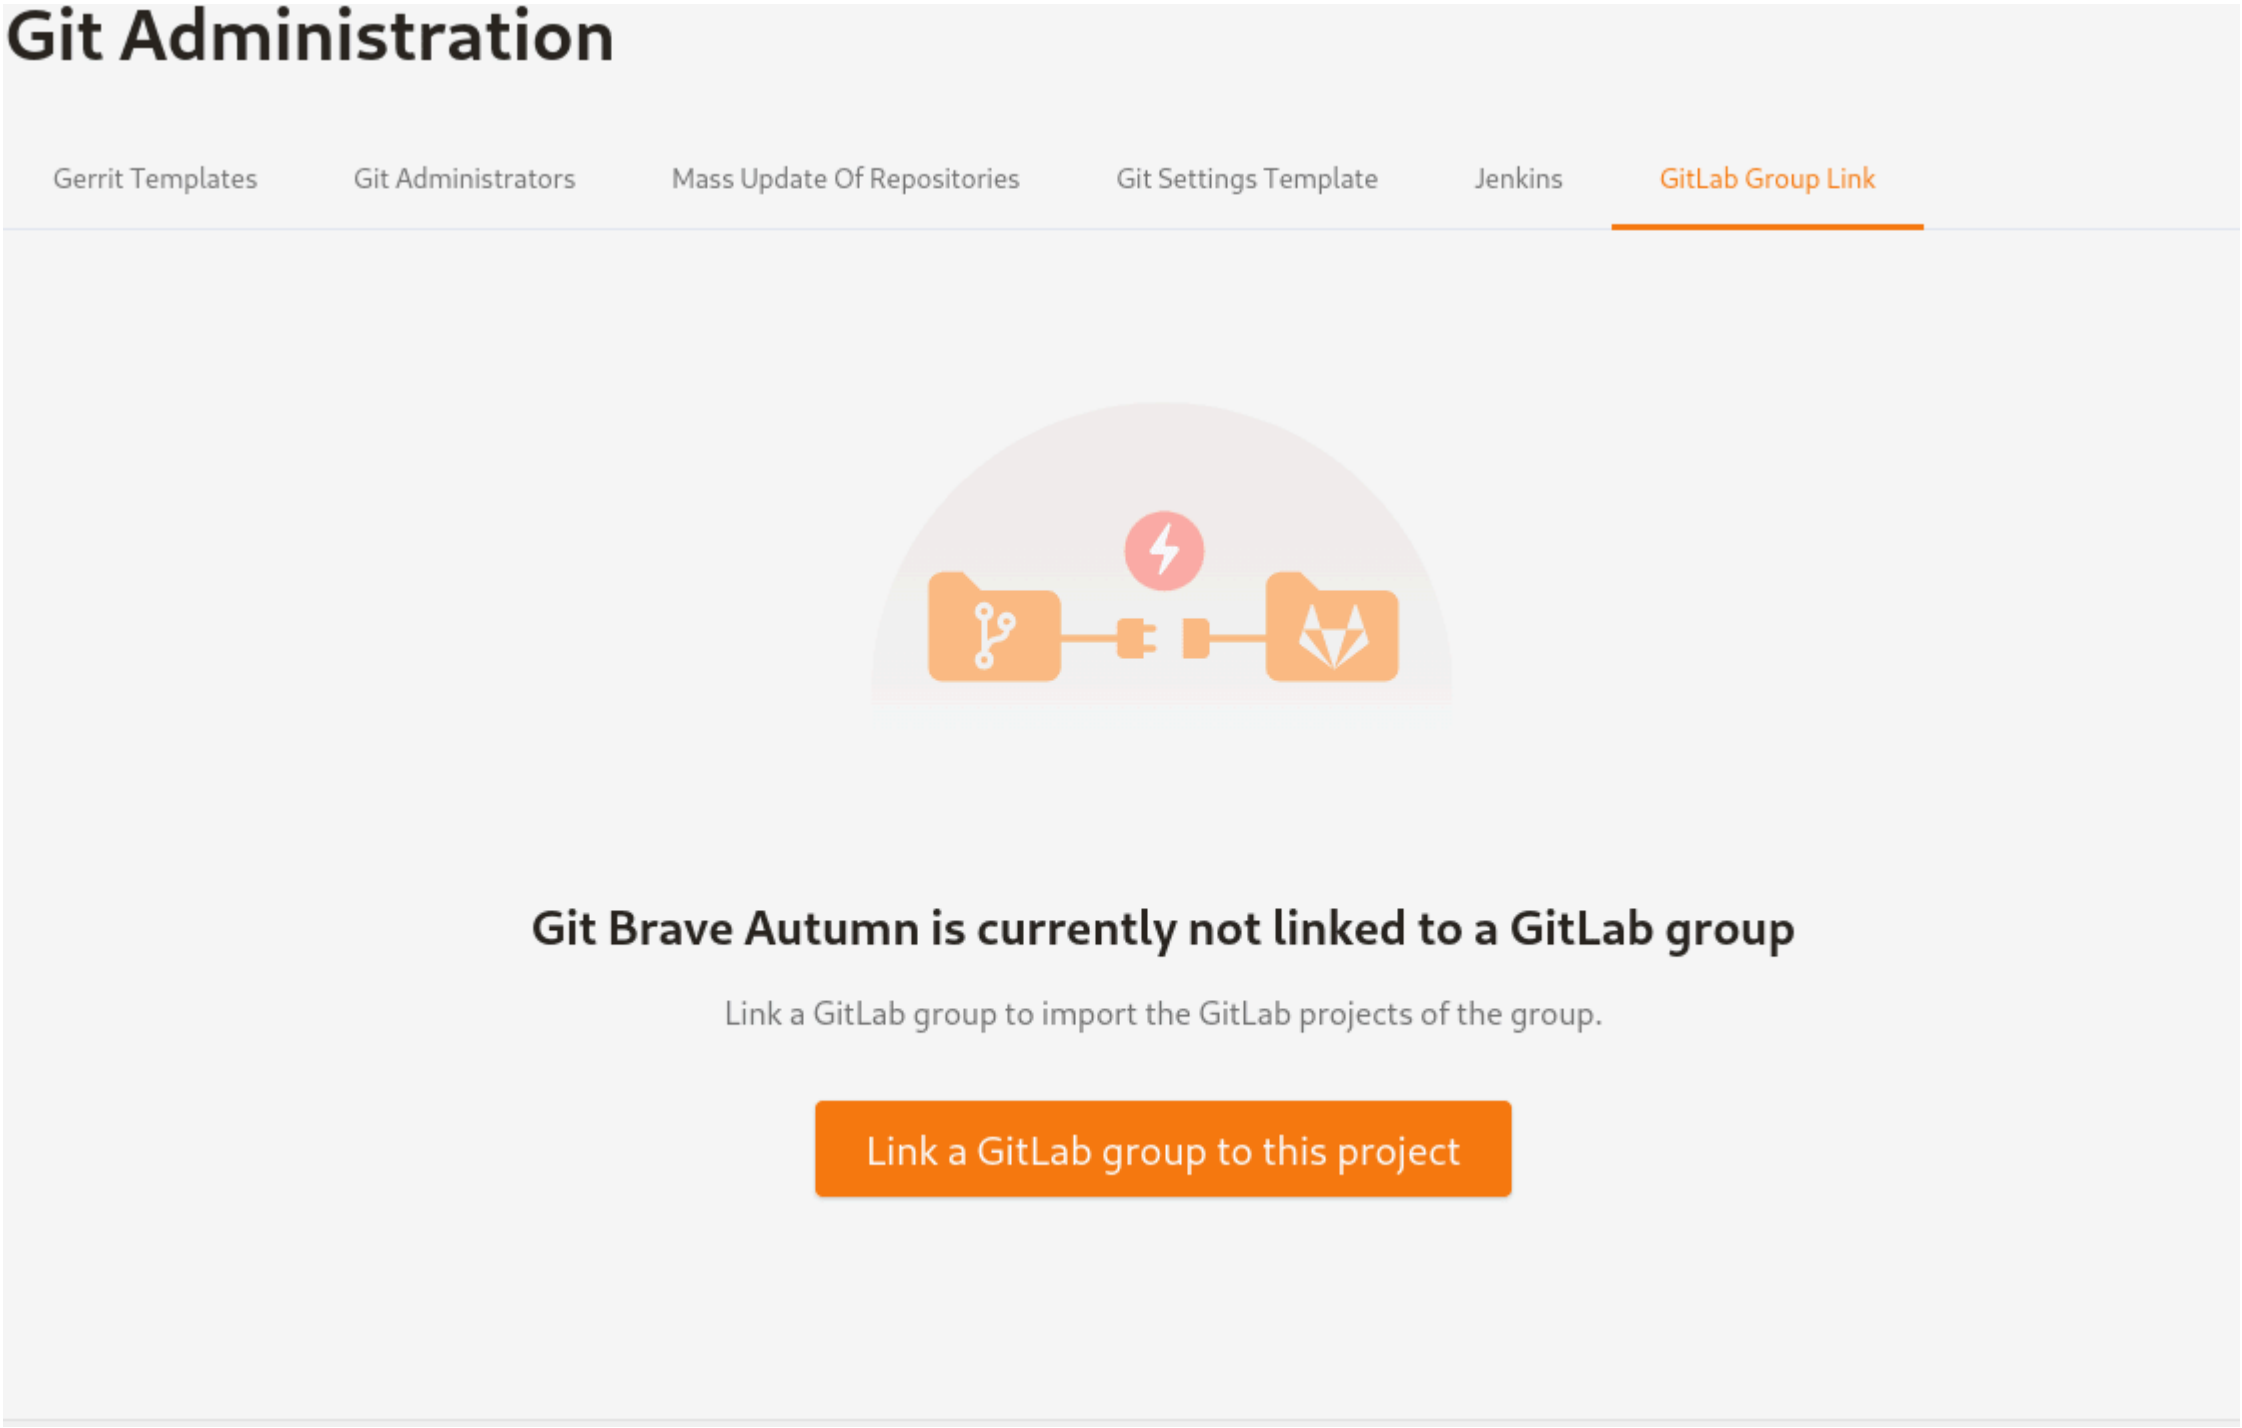 Git Administration
Gerrit Templates Git Administrators Mass Update Of Repositories Git Settings Template Jenkins GitLab Group Link
Git Brave Autumn is currently not linked to a GitLab group
Link a GitLab group to import the GitLab projects of the group.
Link a GitLab group to this project